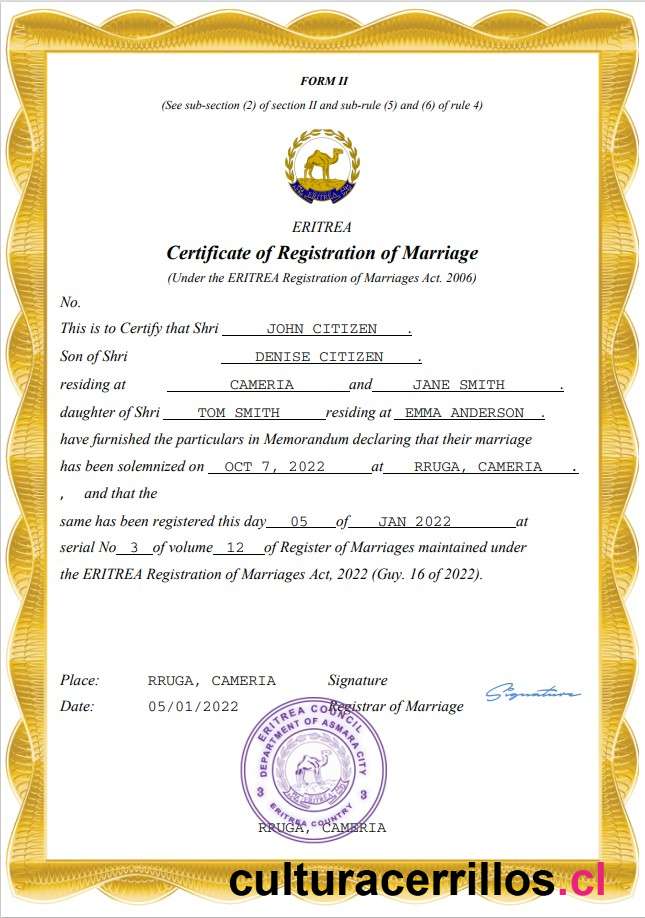 FORM II
(See sub-section (2) of section II and sub-rule (5) and (6) of rule 4)
ERITREA
ERITREA
Certificate of Registration of Marriage
(Under the ERITREA Registration of Marriages Act. 2006)
No.
This is to Certify that Shri JOHN CITIZEN .
Son of Shri DENISE CITIZEN .
residing at CAMERIA and JANE SMITH .
daughter of Shri TOM SMITH residing at EMMA ANDERSON .
have furnished the particulars in Memorandum declaring that their marriage
has been solemnized on OCT 7, 2022 at RRUGA, CAMERIA .
, and that the
same has been registered this day 05 of JAN 2022 at
serial No 3 of volume 12 of Register of Marriages maintained under
the ERITREA Registration of Marriages Act, 2022 (Guy. 16 of 2022).
Place: RRUGA, CAMERIA Signature
Signature
Date: 05/01/2022 Registrar of Marriage
ERITREA COUNCIL
DEPARTMENT OF ASMARA CITY
3 3
ERITREA
ERITREA COUNTRY
RRUGA, CAMERIA
culturacerrillos.cl